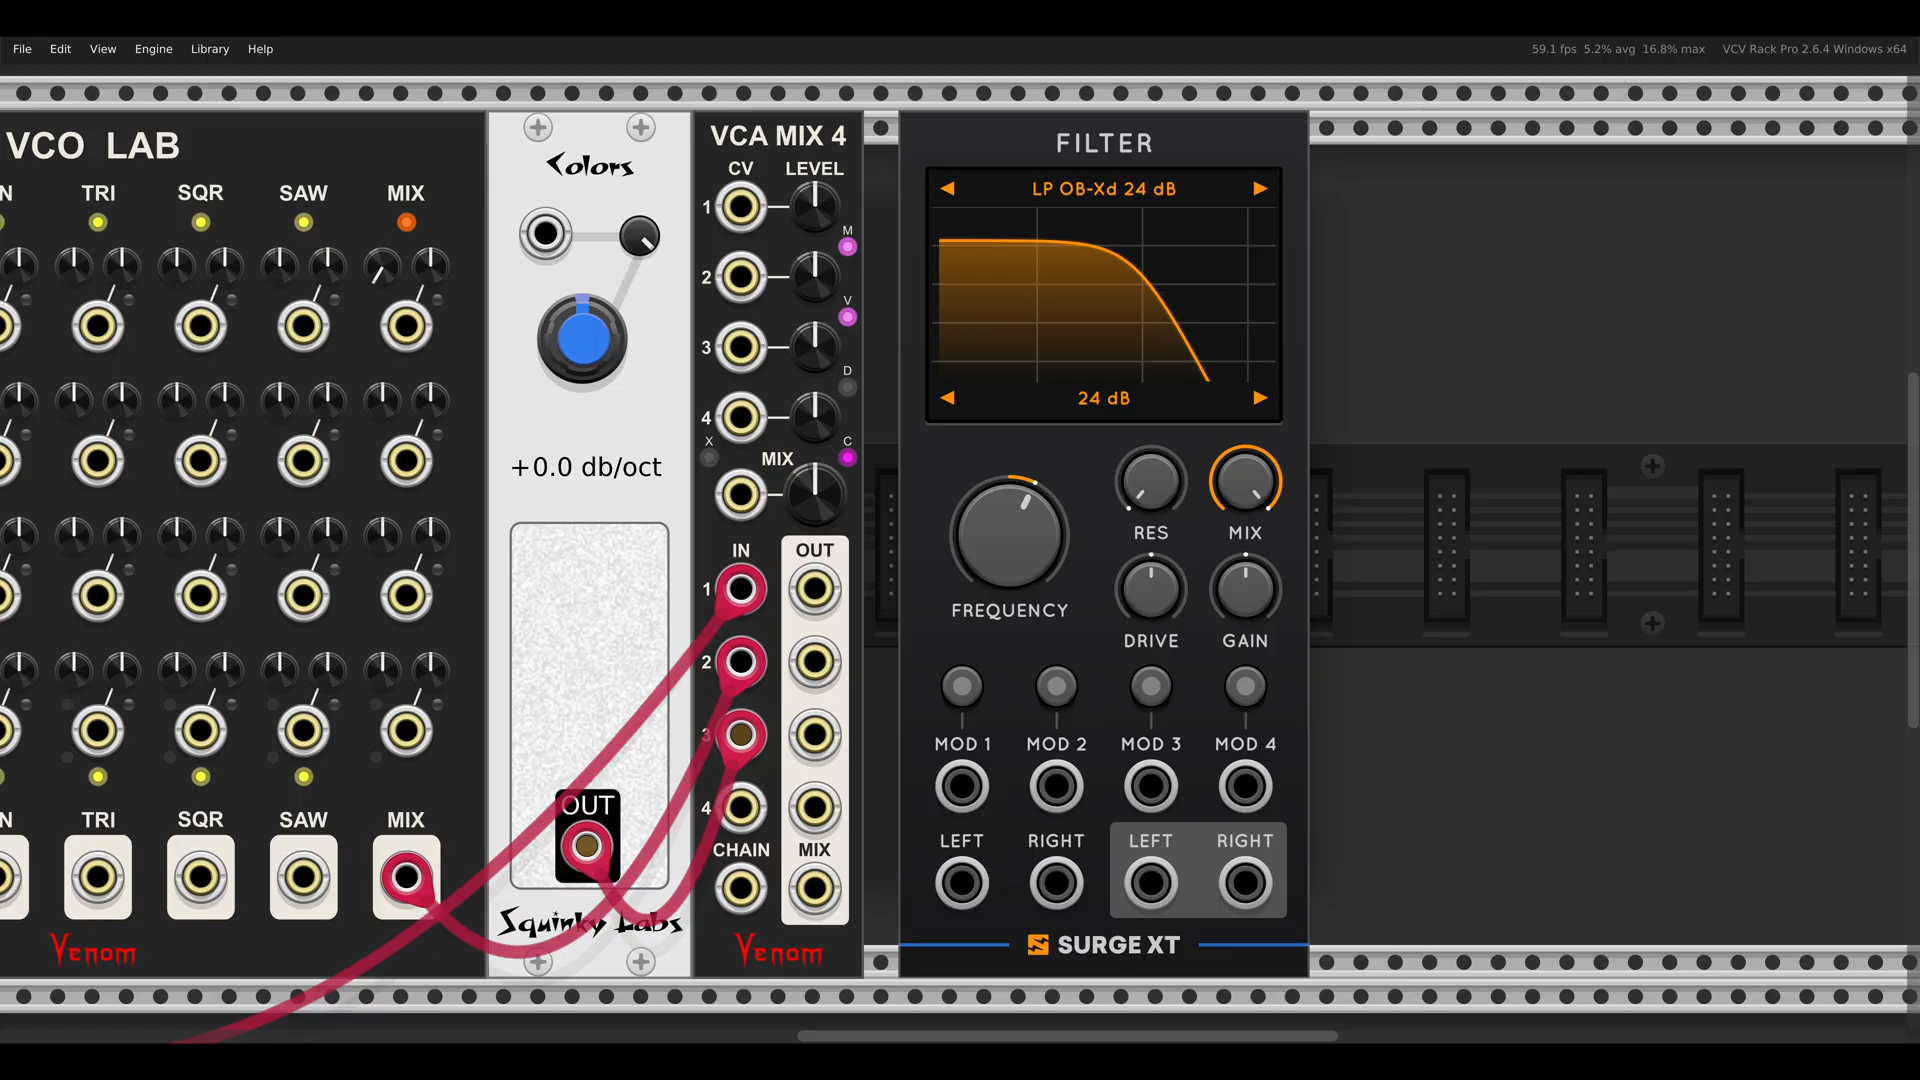 File Edit View Engine Library Help
59.1 fps 5.2% avg 16.8% max VCV Rack Pro 2.6.4 Windows x64
VCO LAB
N TRI SQR SAW MIX
N TRI SQR SAW MIX
Venom
Colors
+0.0 db/oct
OUT
Squinky Labs
VCA MIX 4
CV LEVEL
1
M
2
V
3
D
4
X C
MIX
IN OUT
1
2
3
4
CHAIN MIX
Venom
FILTER
LP OB-Xd 24 dB
24 dB
RES MIX
FREQUENCY
DRIVE GAIN
MOD 1 MOD 2 MOD 3 MOD 4
LEFT RIGHT LEFT RIGHT
SURGE XT